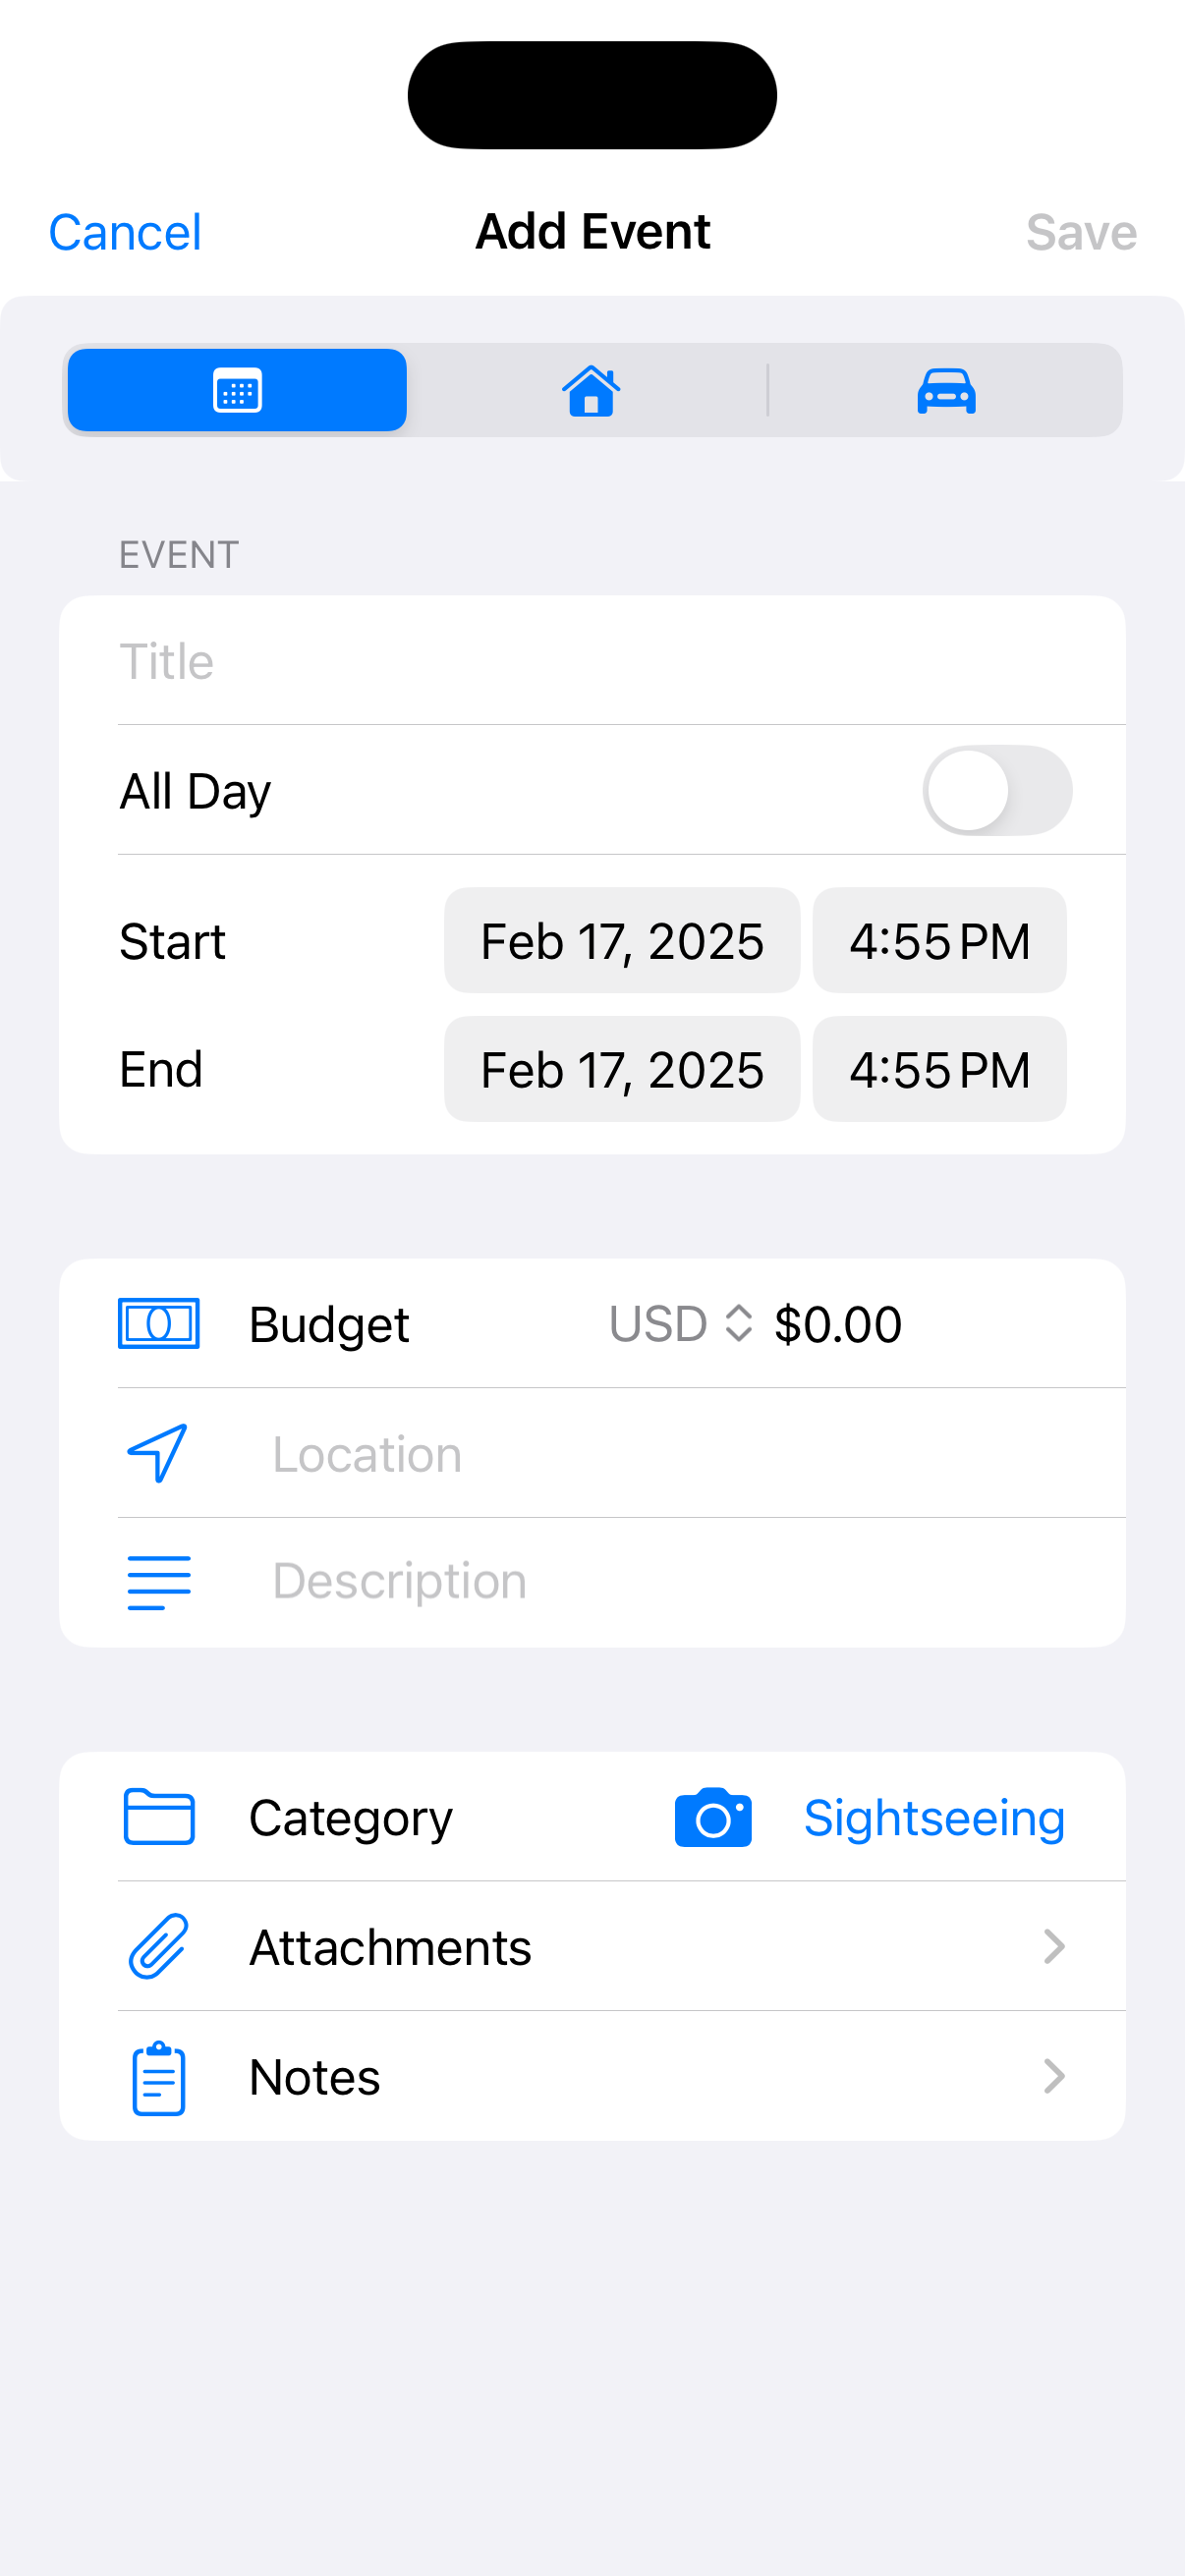 Cancel Add Event Save
EVENT
Title
All Day
Start Feb 17, 2025 4:55 PM
End Feb 17, 2025 4:55 PM
Budget USD $0.00
Location
Description
Category Sightseeing
Attachments
Notes